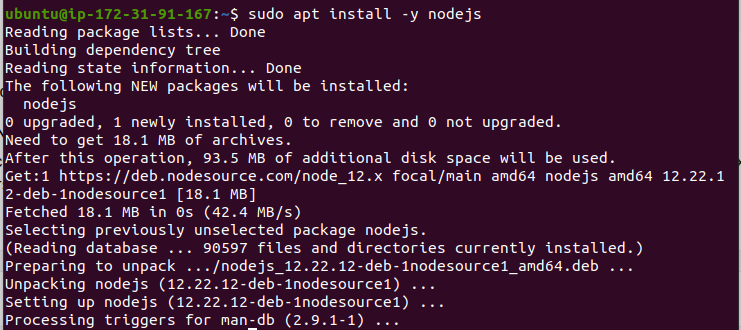 ubuntu@ip-172-31-91-167:~$ sudo apt install -y nodejs
Reading package lists... Done
Building dependency tree
Reading state information... Done
The following NEW packages will be installed:
  nodejs
0 upgraded, 1 newly installed, 0 to remove and 0 not upgraded.
Need to get 18.1 MB of archives.
After this operation, 93.5 MB of additional disk space will be used.
Get:1 https://deb.nodesource.com/node_12.x focal/main amd64 nodejs amd64 12.22.1
2-deb-1nodesource1 [18.1 MB]
Fetched 18.1 MB in 0s (42.4 MB/s)
Selecting previously unselected package nodejs.
(Reading database ... 90597 files and directories currently installed.)
Preparing to unpack .../nodejs_12.22.12-deb-1nodesource1_amd64.deb ...
Unpacking nodejs (12.22.12-deb-1nodesource1) ...
Setting up nodejs (12.22.12-deb-1nodesource1) ...
Processing triggers for man-db (2.9.1-1) ...